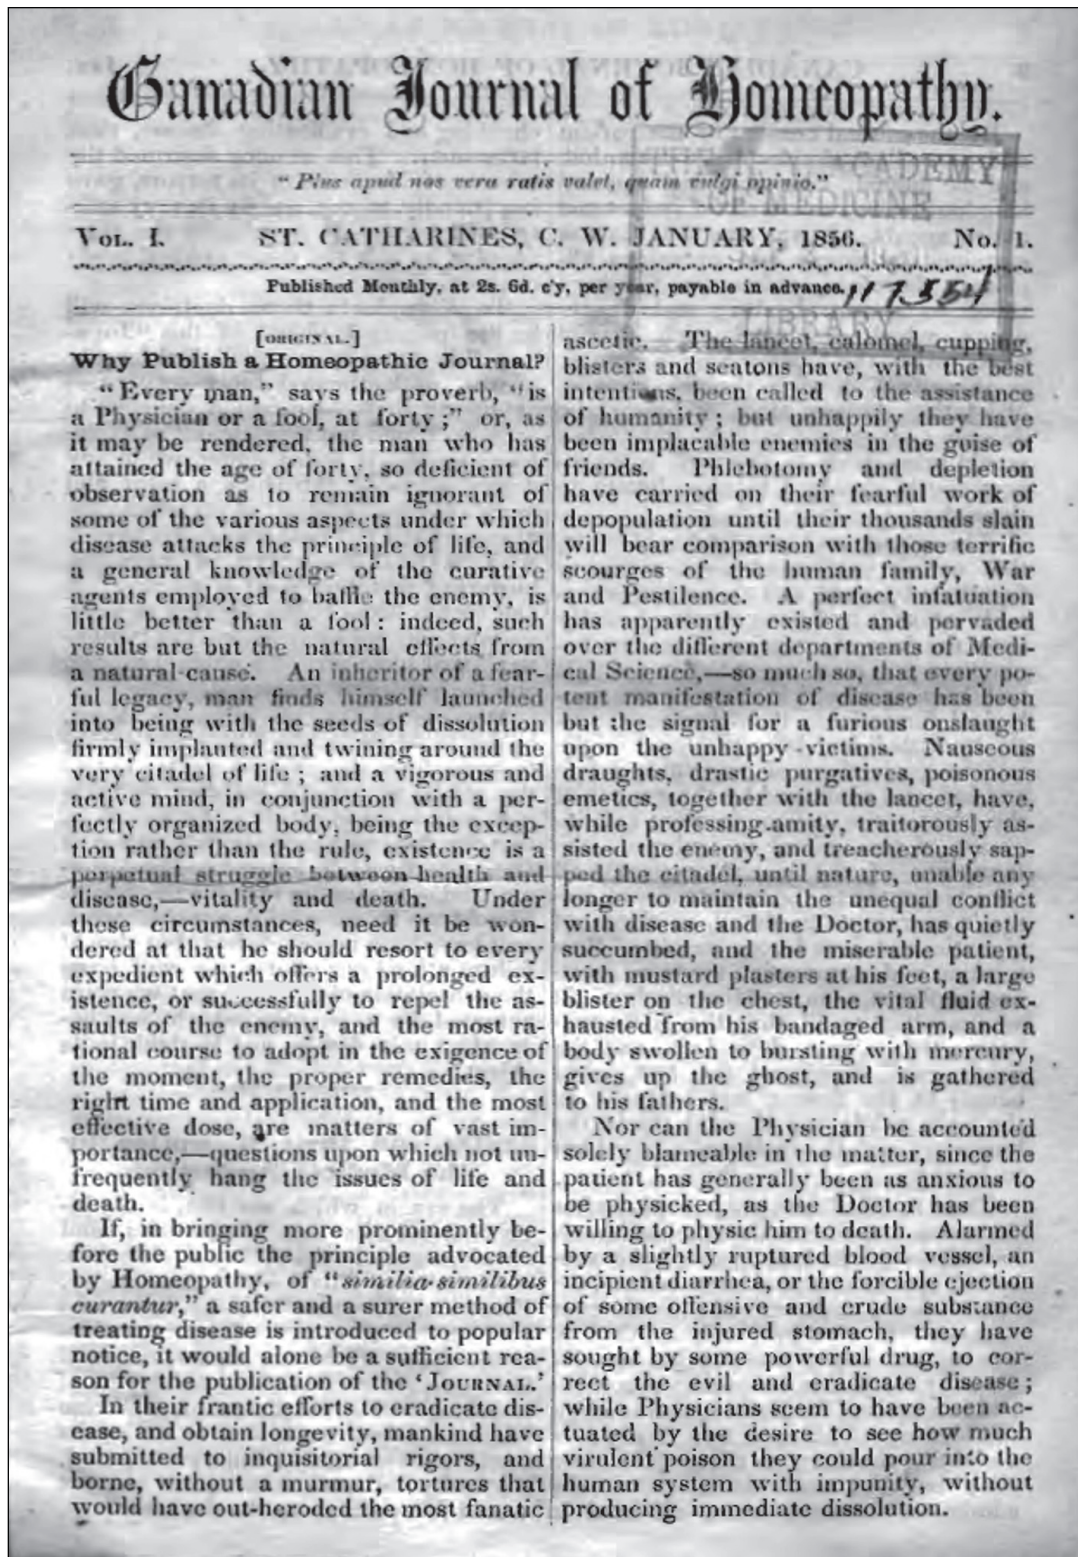 Canadian Journal of Homeopathy.
"Pius apud nos vera ratis valet, quam vulgi opinio."
THE N. Y. ACADEMY
OF MEDICINE
LIBRARY
VOL. I. ST. CATHARINES, C. W. JANUARY, 1856. No. 1.
Published Monthly, at 2s. 6d. c'y, per year, payable in advance.
117554
[ORIGINAL.]
Why Publish a Homeopathic Journal?
"Every man," says the proverb, "is
a Physician or a fool, at forty;" or, as
it may be rendered, the man who has
attained the age of forty, so deficient of
observation as to remain ignorant of
some of the various aspects under which
disease attacks the principle of life, and
a general knowledge of the curative
agents employed to baffle the enemy, is
little better than a fool: indeed, such
results are but the natural effects from
a natural cause. An inheritor of a fear-
ful legacy, man finds himself launched
into being with the seeds of dissolution
firmly implanted and twining around the
very citadel of life; and a vigorous and
active mind, in conjunction with a per-
fectly organized body, being the excep-
tion rather than the rule, existence is a
perpetual struggle between health and
disease,—vitality and death. Under
these circumstances, need it be won-
dered at that he should resort to every
expedient which offers a prolonged ex-
istence, or successfully to repel the as-
saults of the enemy, and the most ra-
tional course to adopt in the exigence of
the moment, the proper remedies, the
right time and application, and the most
effective dose, are matters of vast im-
portance,—questions upon which not un-
frequently hang the issues of life and
death.
If, in bringing more prominently be-
fore the public the principle advocated
by Homeopathy, of "similia similibus
curantur," a safer and a surer method of
treating disease is introduced to popular
notice, it would alone be a sufficient rea-
son for the publication of the 'JOURNAL.'
In their frantic efforts to eradicate dis-
ease, and obtain longevity, mankind have
submitted to inquisitorial rigors, and
borne, without a murmur, tortures that
would have out-heroded the most fanatic
ascetic. The lancet, calomel, cupping,
blisters and seatons have, with the best
intentions, been called to the assistance
of humanity; but unhappily they have
been implacable enemies in the guise of
friends. Phlebotomy and depletion
have carried on their fearful work of
depopulation until their thousands slain
will bear comparison with those terrific
scourges of the human family, War
and Pestilence. A perfect infatuation
has apparently existed and pervaded
over the different departments of Medi-
cal Science,—so much so, that every po-
tent manifestation of disease has been
but the signal for a furious onslaught
upon the unhappy victims. Nauseous
draughts, drastic purgatives, poisonous
emetics, together with the lancet, have,
while professing amity, traitorously as-
sisted the enemy, and treacherously sap-
ped the citadel, until nature, unable any
longer to maintain the unequal conflict
with disease and the Doctor, has quietly
succumbed, and the miserable patient,
with mustard plasters at his feet, a large
blister on the chest, the vital fluid ex-
hausted from his bandaged arm, and a
body swollen to bursting with mercury,
gives up the ghost, and is gathered
to his fathers.
Nor can the Physician be accounted
solely blameable in the matter, since the
patient has generally been as anxious to
be physicked, as the Doctor has been
willing to physic him to death. Alarmed
by a slightly ruptured blood vessel, an
incipient diarrhea, or the forcible ejection
of some offensive and crude substance
from the injured stomach, they have
sought by some powerful drug, to cor-
rect the evil and eradicate disease;
while Physicians seem to have been ac-
tuated by the desire to see how much
virulent poison they could pour into the
human system with impunity, without
producing immediate dissolution.